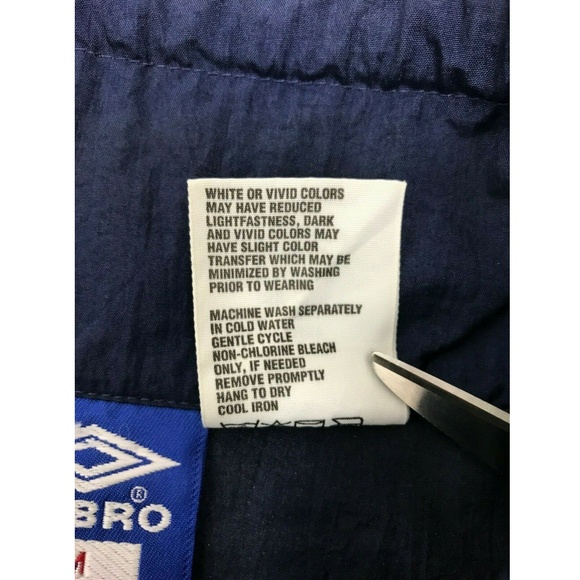 WHITE OR VIVID COLORS
MAY HAVE REDUCED
LIGHTFASTNESS, DARK
AND VIVID COLORS MAY
HAVE SLIGHT COLOR
TRANSFER WHICH MAY BE
MINIMIZED BY WASHING
PRIOR TO WEARING
MACHINE WASH SEPARATELY
IN COLD WATER
GENTLE CYCLE
NON-CHLORINE BLEACH
ONLY, IF NEEDED
REMOVE PROMPTLY
HANG TO DRY
COOL IRON
®
BRO